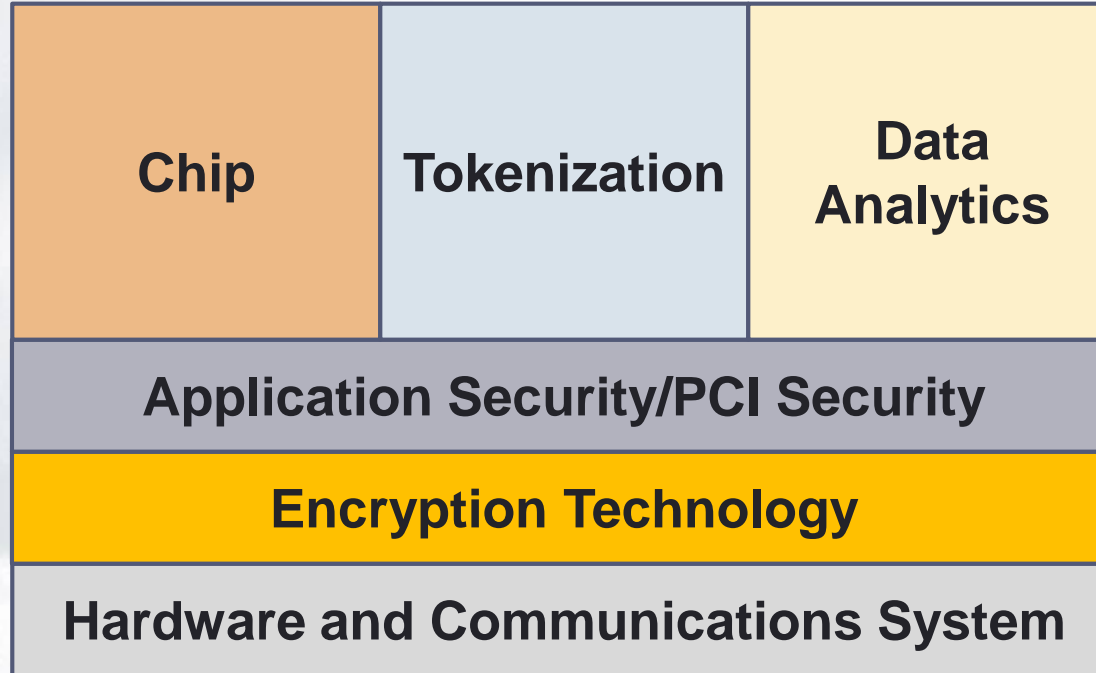 Chip
Tokenization
Data
Analytics
Application Security/PCI Security
Encryption Technology
Hardware and Communications System